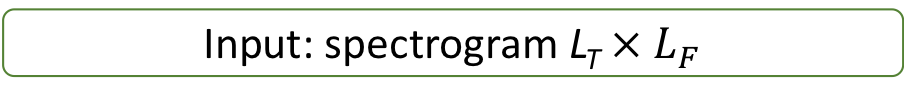 Input: spectrogram L_T × L_F